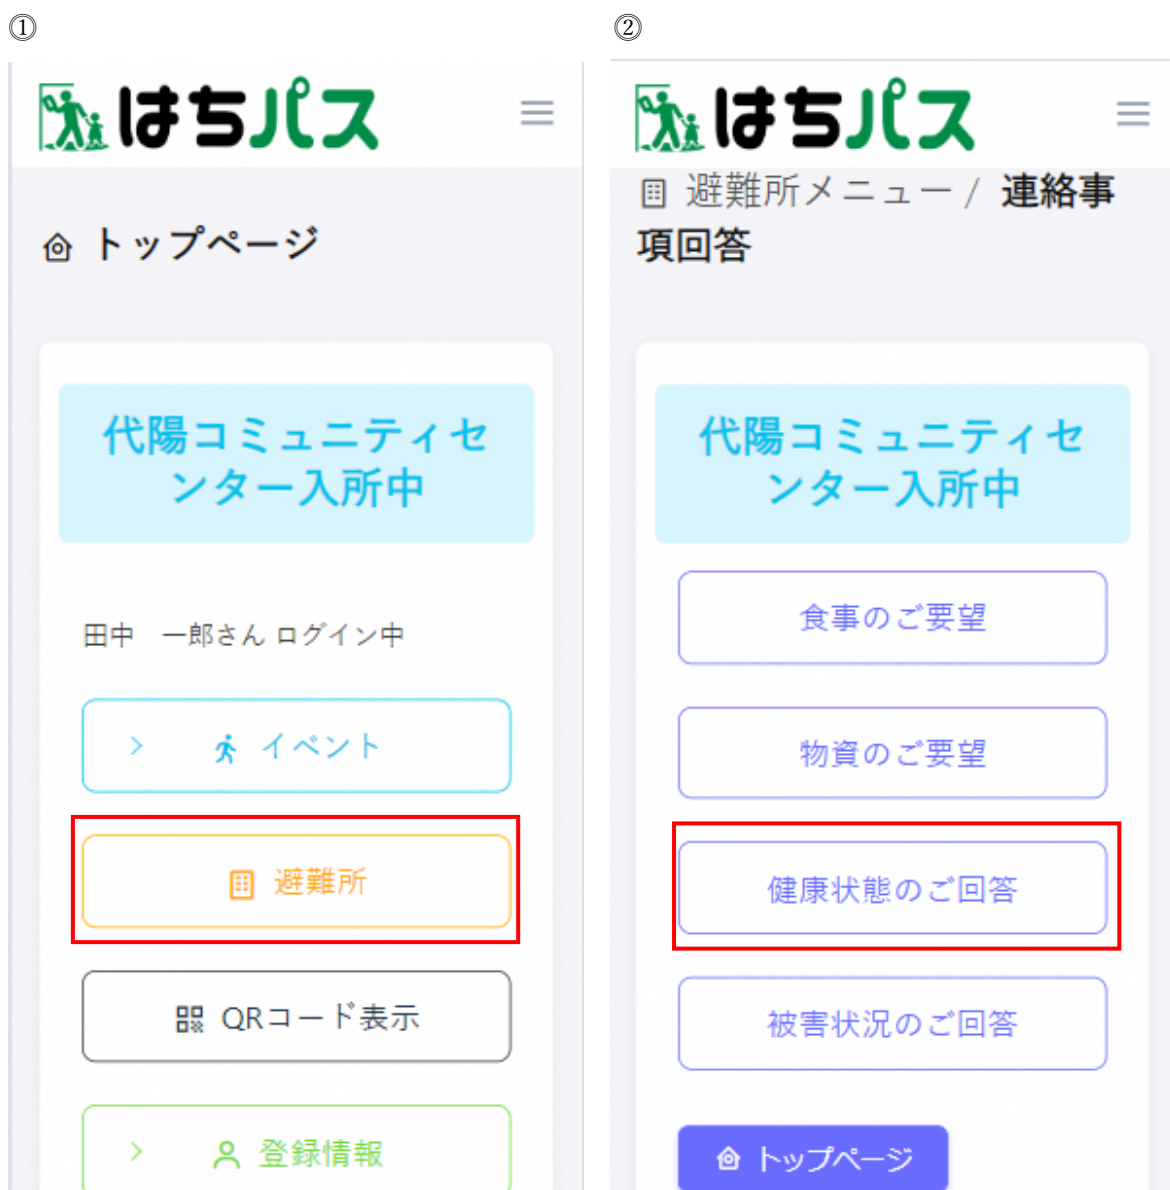 ①
はちパス
トップページ
代陽コミュニティセ
ンター入所中
田中　一郎さん ログイン中
イベント
避難所
QRコード表示
登録情報
②
はちパス
避難所メニュー / 連絡事
項回答
代陽コミュニティセ
ンター入所中
食事のご要望
物資のご要望
健康状態のご回答
被害状況のご回答
トップページ